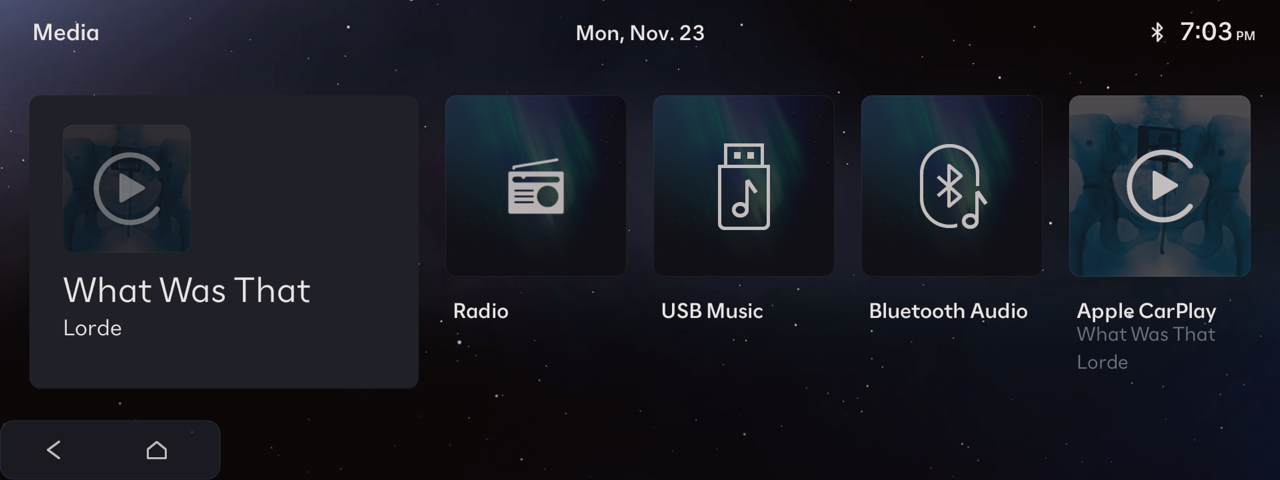 Media
Mon, Nov. 23
7:03 PM
What Was That
Lorde
Radio
USB Music
Bluetooth Audio
Apple CarPlay
What Was That
Lorde